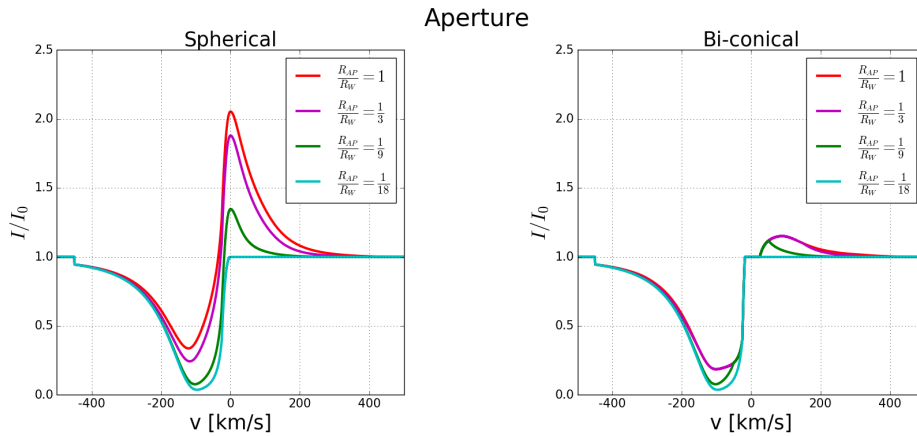 Aperture
Spherical
2.5
2.0
1.5
1.0
0.5
0.0
I/I₀
-400
-200
0
200
400
v [km/s]
R_AP/R_W = 1
R_AP/R_W = 1/3
R_AP/R_W = 1/9
R_AP/R_W = 1/18
Bi-conical
2.5
2.0
1.5
1.0
0.5
0.0
I/I₀
-400
-200
0
200
400
v [km/s]
R_AP/R_W = 1
R_AP/R_W = 1/3
R_AP/R_W = 1/9
R_AP/R_W = 1/18